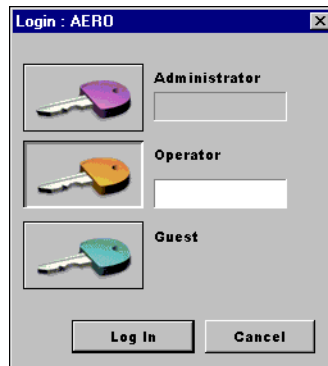 Login : AERO
Administrator
Operator
Guest
Log In
Cancel